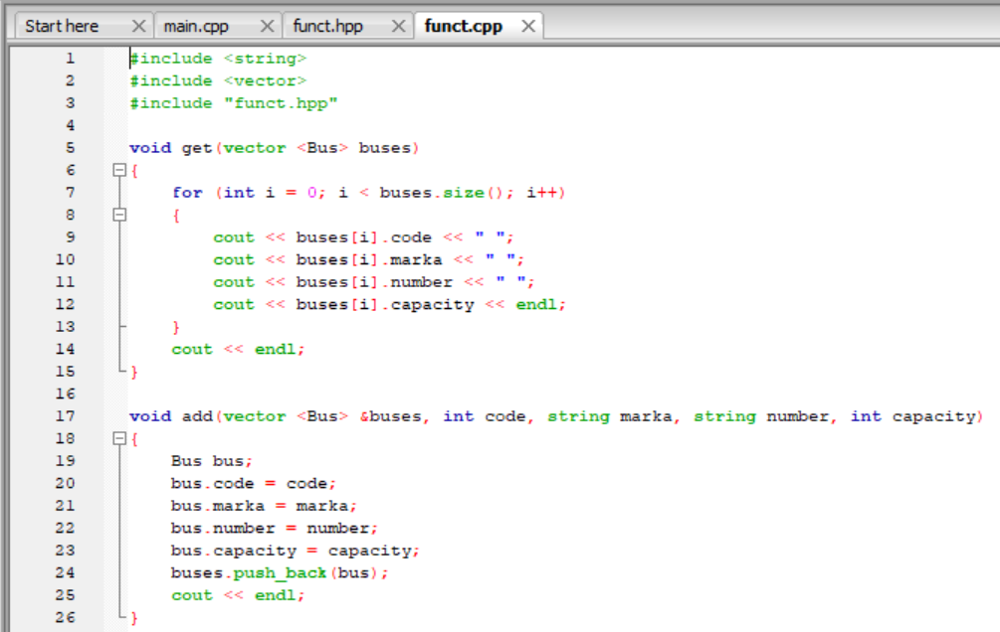 Start here main.cpp funct.hpp funct.cpp
1 #include <string>
2 #include <vector>
3 #include "funct.hpp"
4
5 void get(vector <Bus> buses)
6 {
7     for (int i = 0; i < buses.size(); i++)
8     {
9         cout << buses[i].code << " ";
10         cout << buses[i].marka << " ";
11         cout << buses[i].number << " ";
12         cout << buses[i].capacity << endl;
13     }
14     cout << endl;
15 }
16
17 void add(vector <Bus> &buses, int code, string marka, string number, int capacity)
18 {
19     Bus bus;
20     bus.code = code;
21     bus.marka = marka;
22     bus.number = number;
23     bus.capacity = capacity;
24     buses.push_back(bus);
25     cout << endl;
26 }